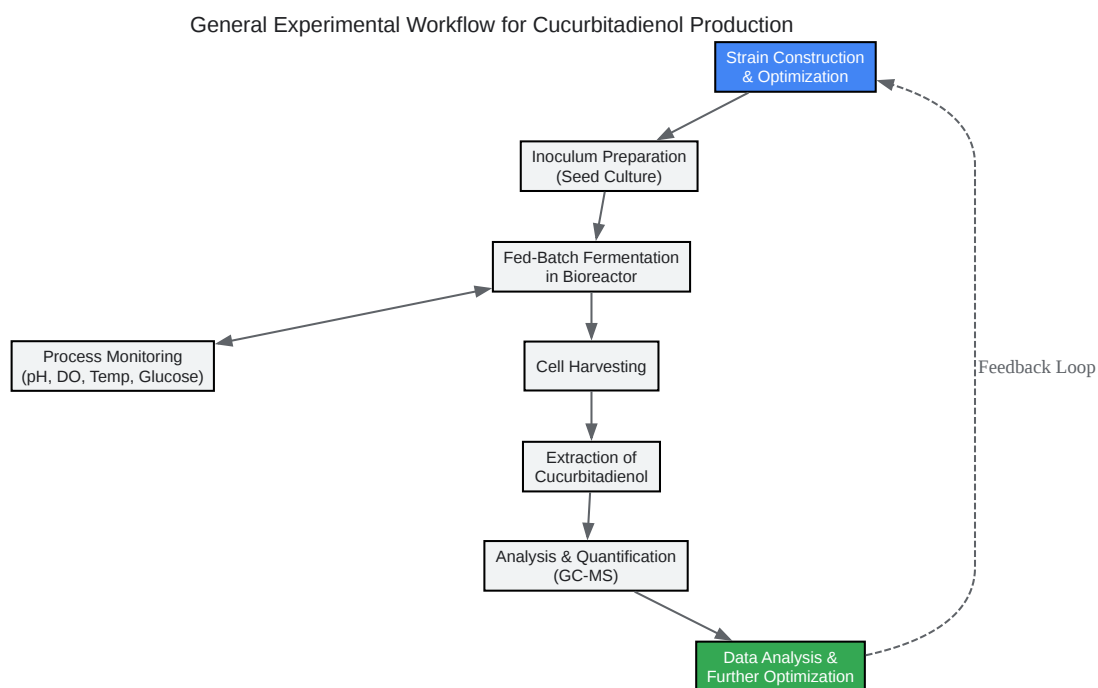 General Experimental Workflow for Cucurbitadienol Production
Strain Construction
& Optimization
Inoculum Preparation
(Seed Culture)
Fed-Batch Fermentation
in Bioreactor
Process Monitoring
(pH, DO, Temp, Glucose)
Cell Harvesting
Feedback Loop
Extraction of
Cucurbitadienol
Analysis & Quantification
(GC-MS)
Data Analysis &
Further Optimization